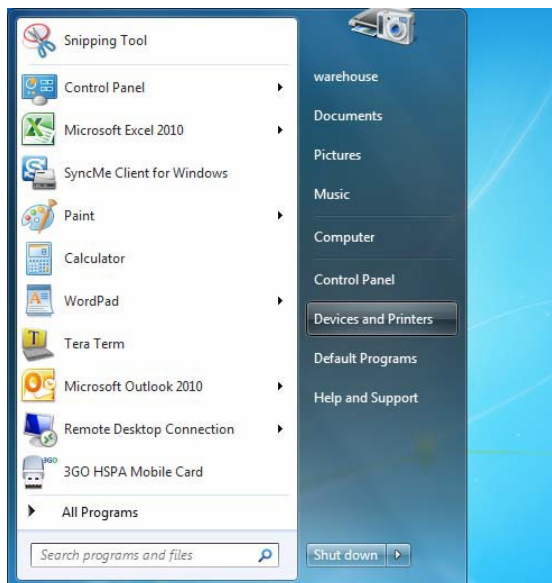 Snipping Tool
Control Panel
Microsoft Excel 2010
SyncMe Client for Windows
Paint
Calculator
WordPad
Tera Term
Microsoft Outlook 2010
Remote Desktop Connection
3GO
3GO HSPA Mobile Card
All Programs
Search programs and files
warehouse
Documents
Pictures
Music
Computer
Control Panel
Devices and Printers
Default Programs
Help and Support
Shut down